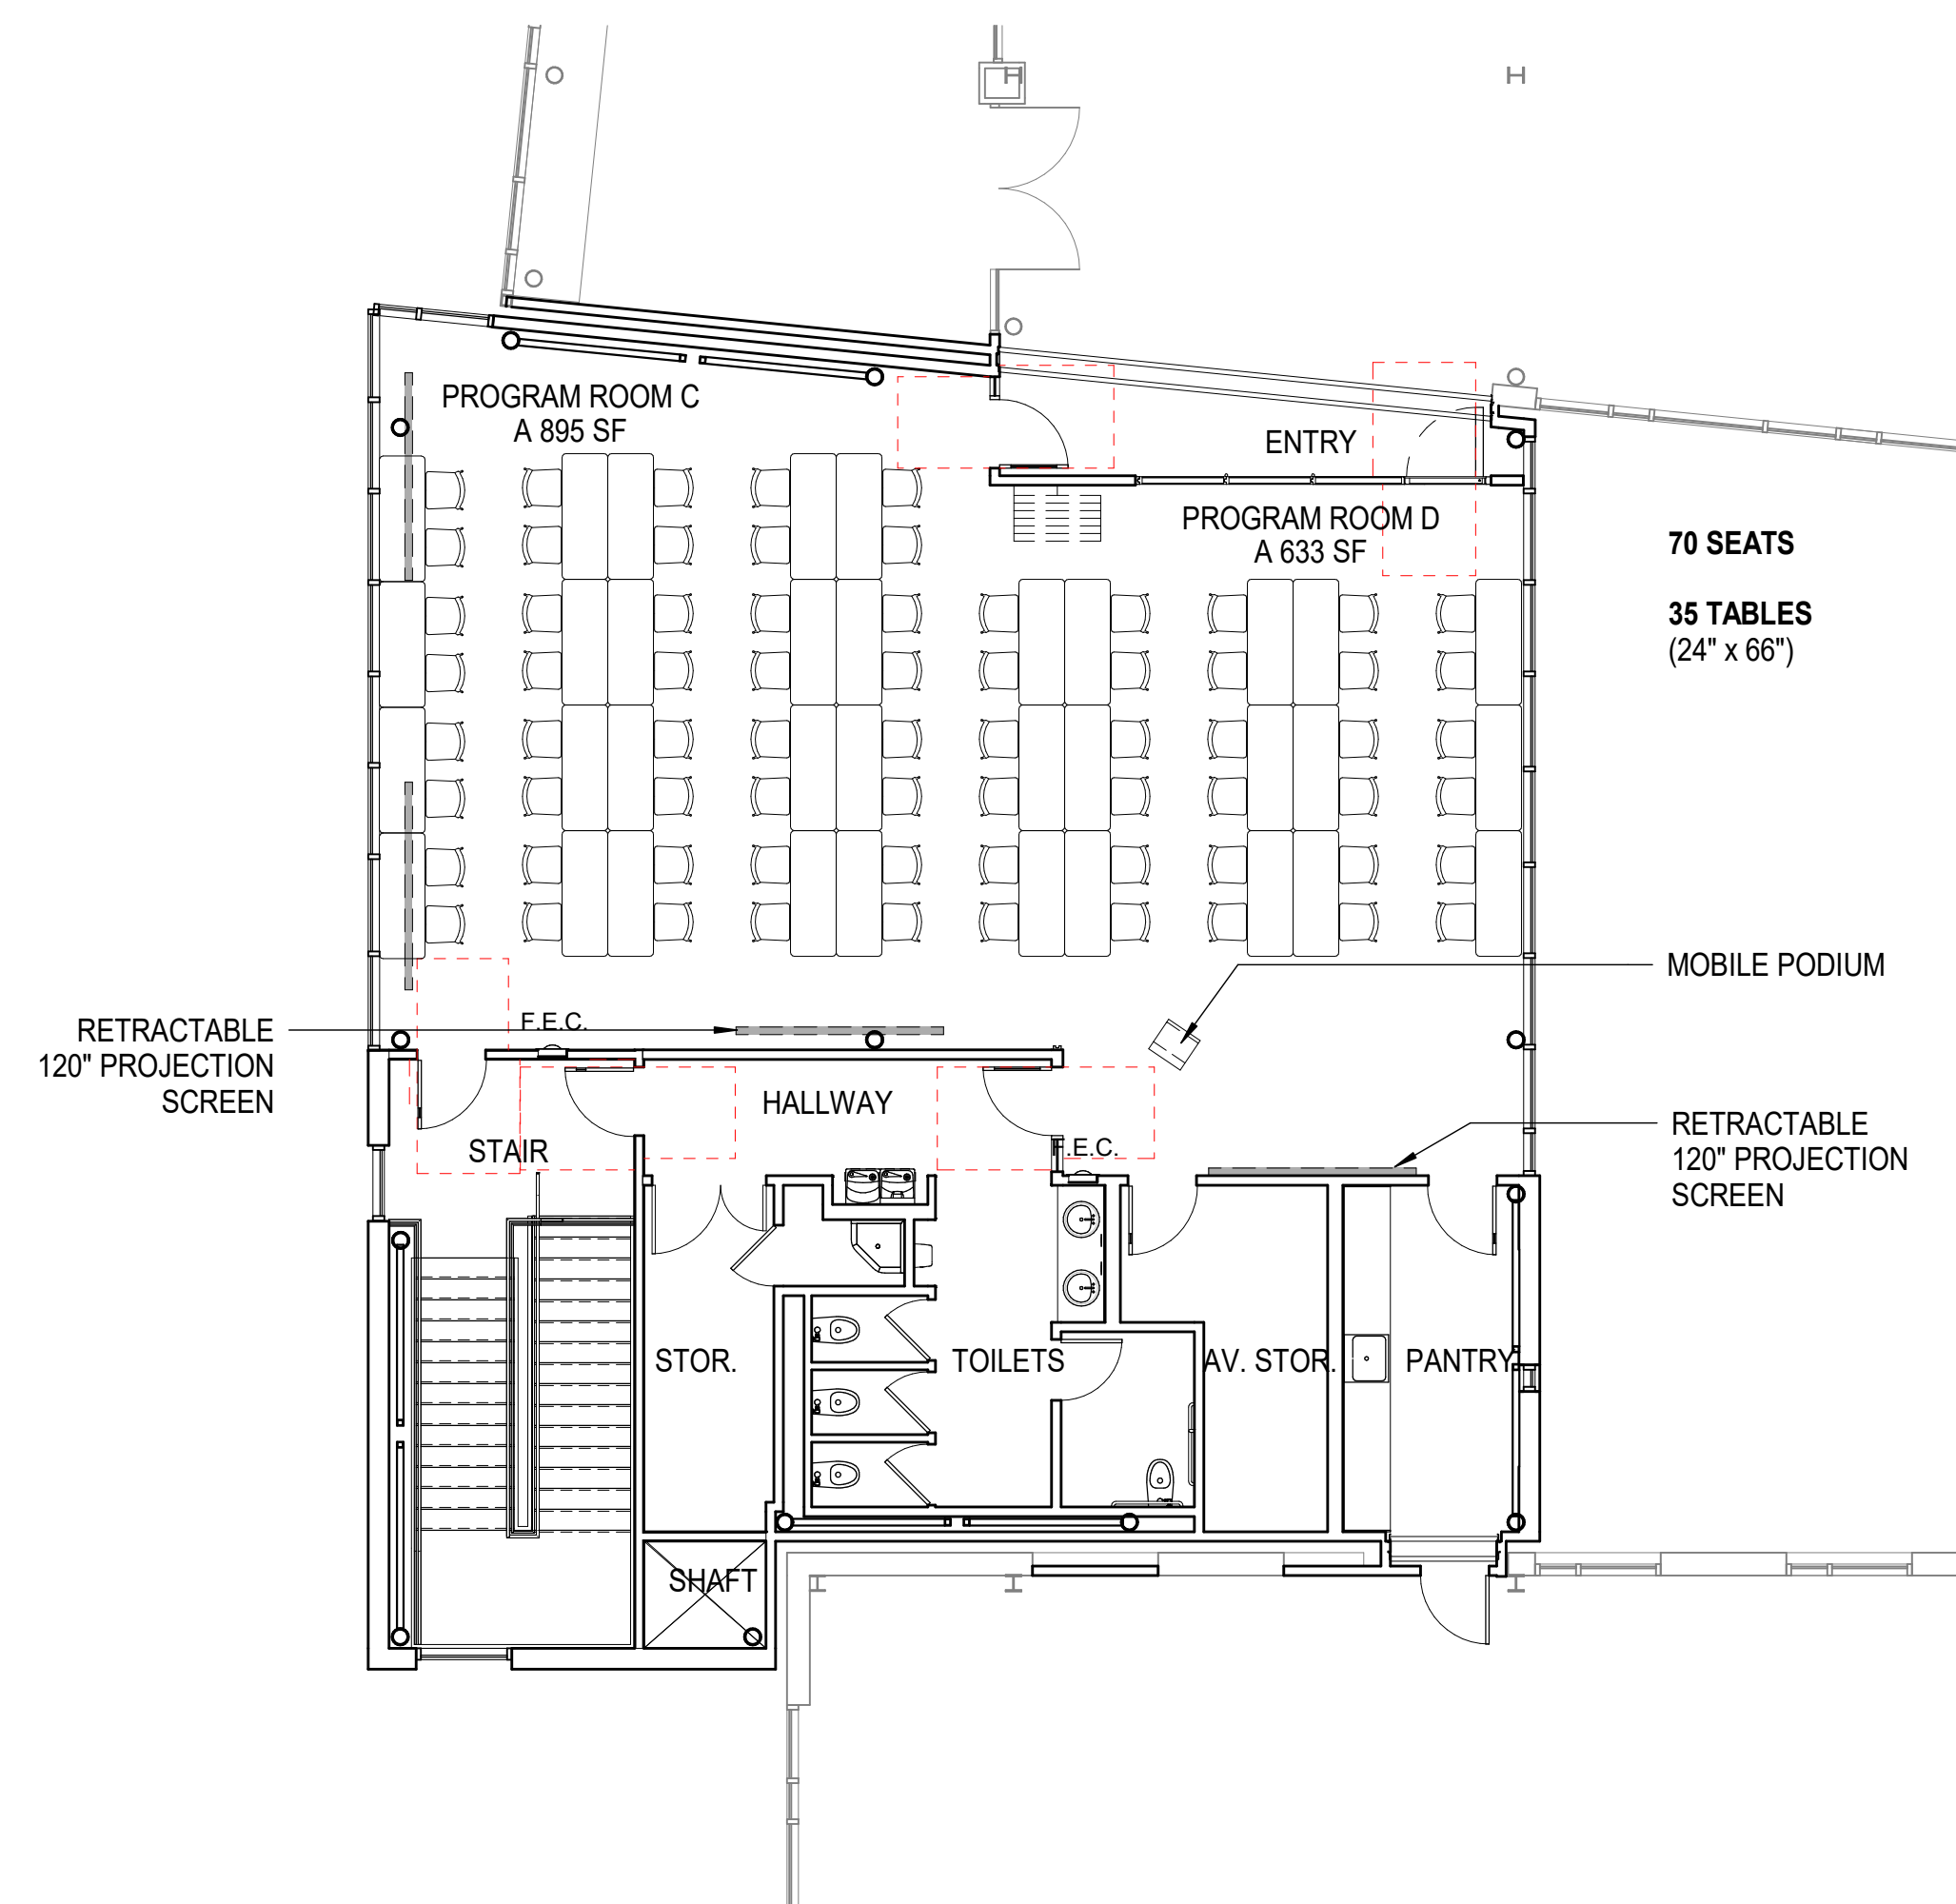 PROGRAM ROOM C
A 895 SF
ENTRY
PROGRAM ROOM D
A 633 SF
70 SEATS
35 TABLES
(24" x 66")
MOBILE PODIUM
RETRACTABLE
120" PROJECTION
SCREEN
F.E.C.
HALLWAY
STAIR
.E.C.
RETRACTABLE
120" PROJECTION
SCREEN
STOR.
TOILETS
AV. STOR.
PANTRY
SHAFT